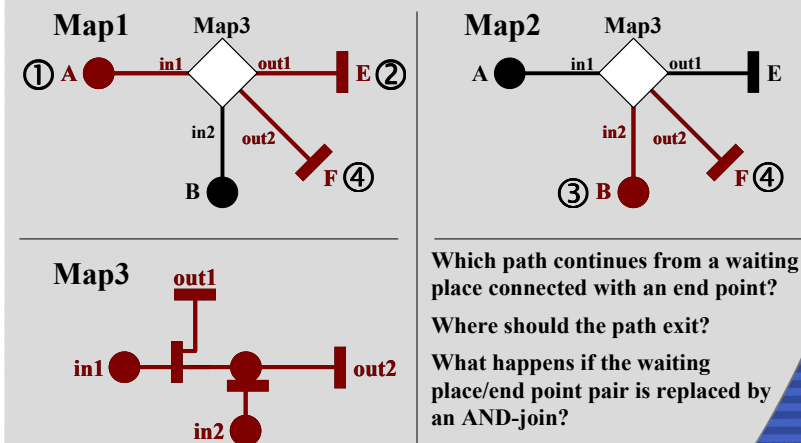 Map1
Map3
① A
in1
out1
E ②
in2
out2
B
F ④
Map2
Map3
A
in1
out1
E
in2
out2
③ B
F ④
Map3
out1
in1
out2
in2
Which path continues from a waiting
place connected with an end point?
Where should the path exit?
What happens if the waiting
place/end point pair is replaced by
an AND-join?